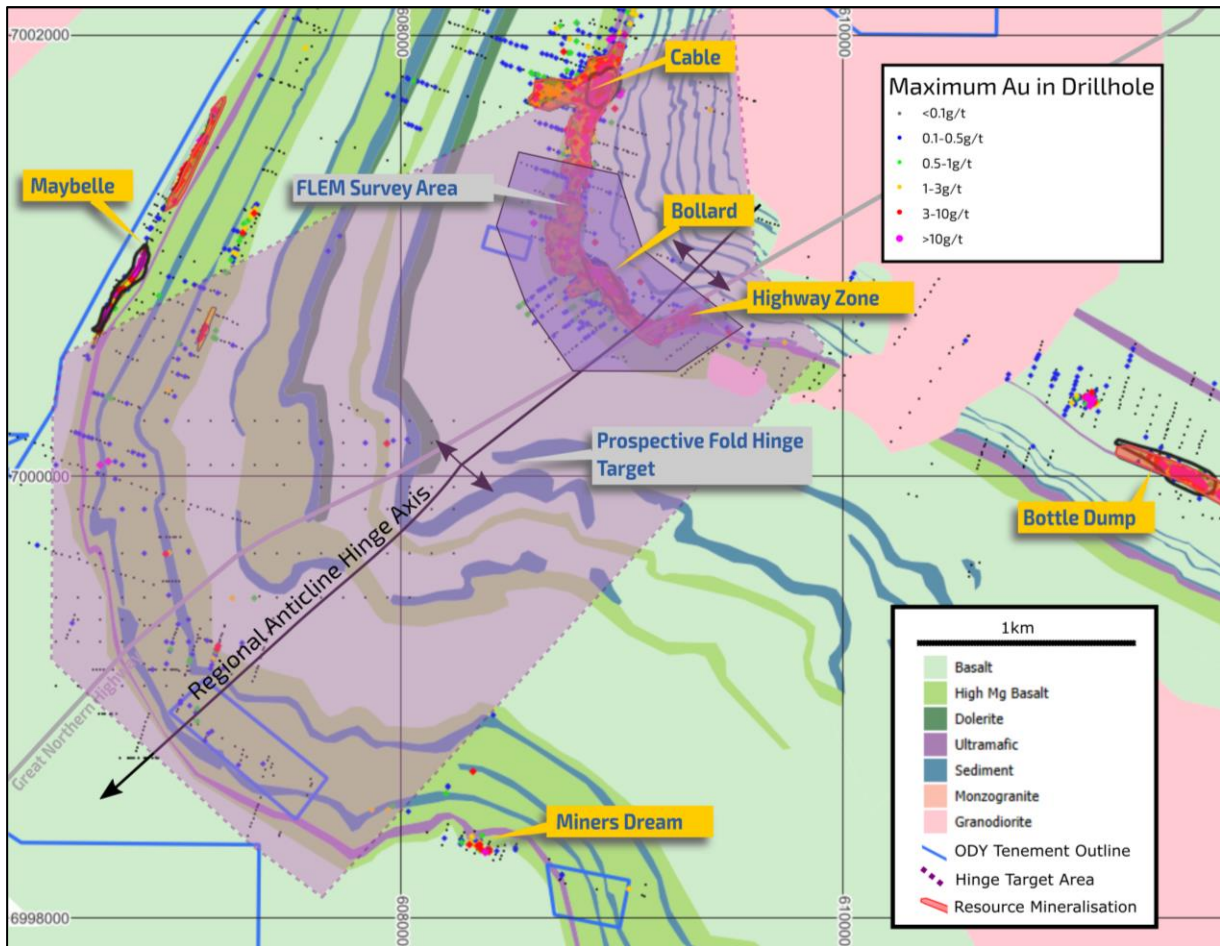 7002000
608000
610000
Cable
Maximum Au in Drillhole
<0.1g/t
0.1-0.5g/t
0.5-1g/t
1-3g/t
3-10g/t
>10g/t
Maybelle
FLEM Survey Area
Bollard
Highway Zone
7000000
Prospective Fold Hinge
Target
Bottle Dump
Regional Anticline Hinge Axis
Great Northern Highway
Miners Dream
1km
Basalt
High Mg Basalt
Dolerite
Ultramafic
Sediment
Monzogranite
Granodiorite
ODY Tenement Outline
Hinge Target Area
Resource Mineralisation
6998000
608000
610000